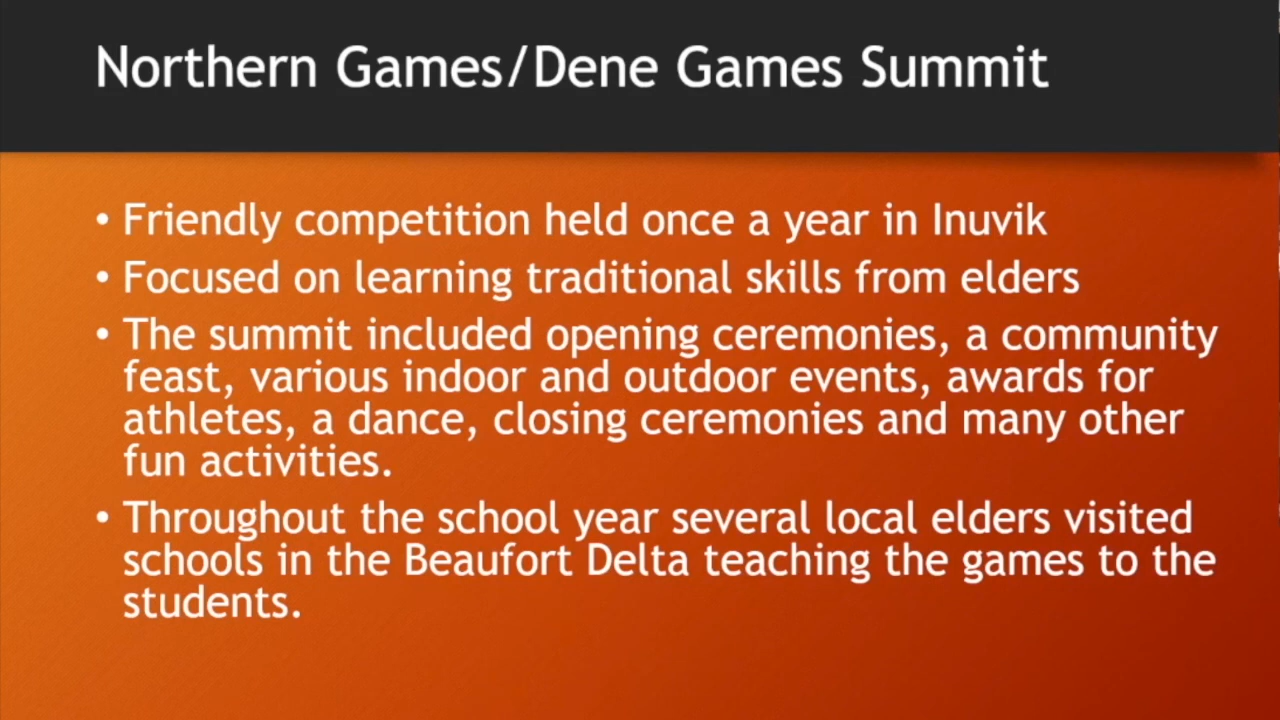 Northern Games/Dene Games Summit
• Friendly competition held once a year in Inuvik
• Focused on learning traditional skills from elders
• The summit included opening ceremonies, a community
feast, various indoor and outdoor events, awards for
athletes, a dance, closing ceremonies and many other
fun activities.
• Throughout the school year several local elders visited
schools in the Beaufort Delta teaching the games to the
students.